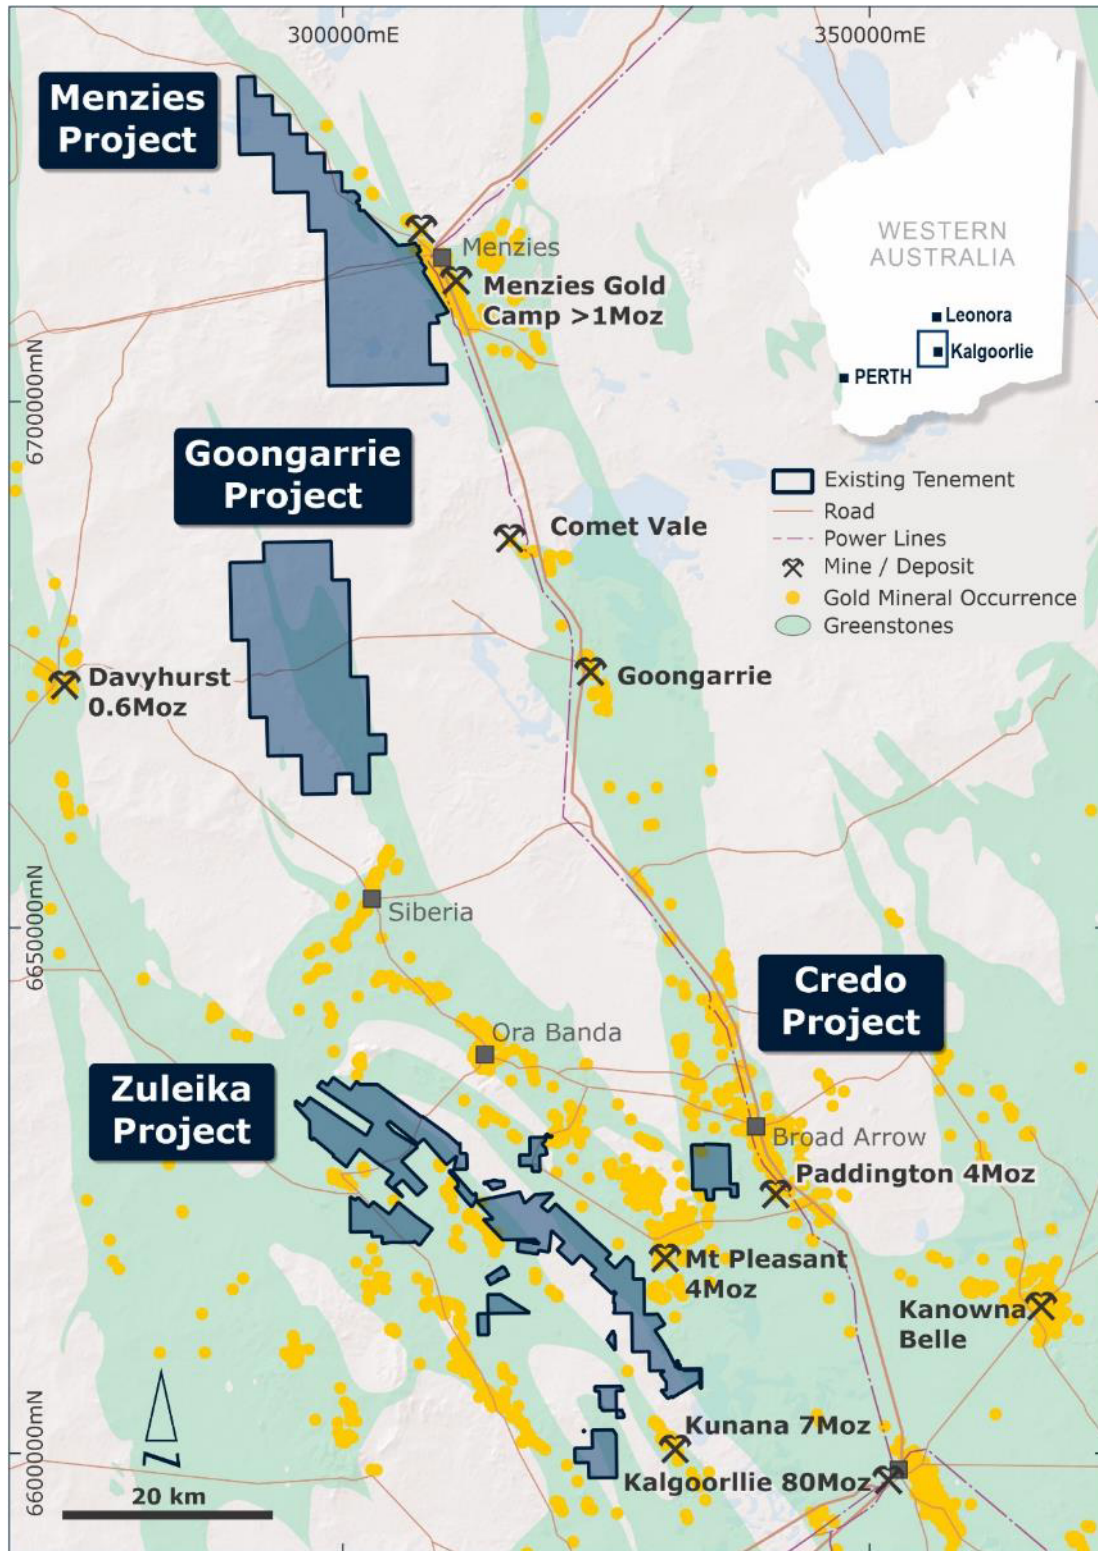 300000mE
350000mE
Menzies
Project
WESTERN
AUSTRALIA
Leonora
Kalgoorlie
PERTH
Menzies
Menzies Gold
Camp >1Moz
6700000mN
Goongarrie
Project
Existing Tenement
Road
Power Lines
Mine / Deposit
Gold Mineral Occurrence
Greenstones
Comet Vale
Goongarrie
Davyhurst
0.6Moz
Siberia
6650000mN
Credo
Project
Ora Banda
Zuleika
Project
Broad Arrow
Paddington 4Moz
Mt Pleasant
4Moz
Kanowna
Belle
Kunana 7Moz
Kalgoorllie 80Moz
6600000mN
N
20 km